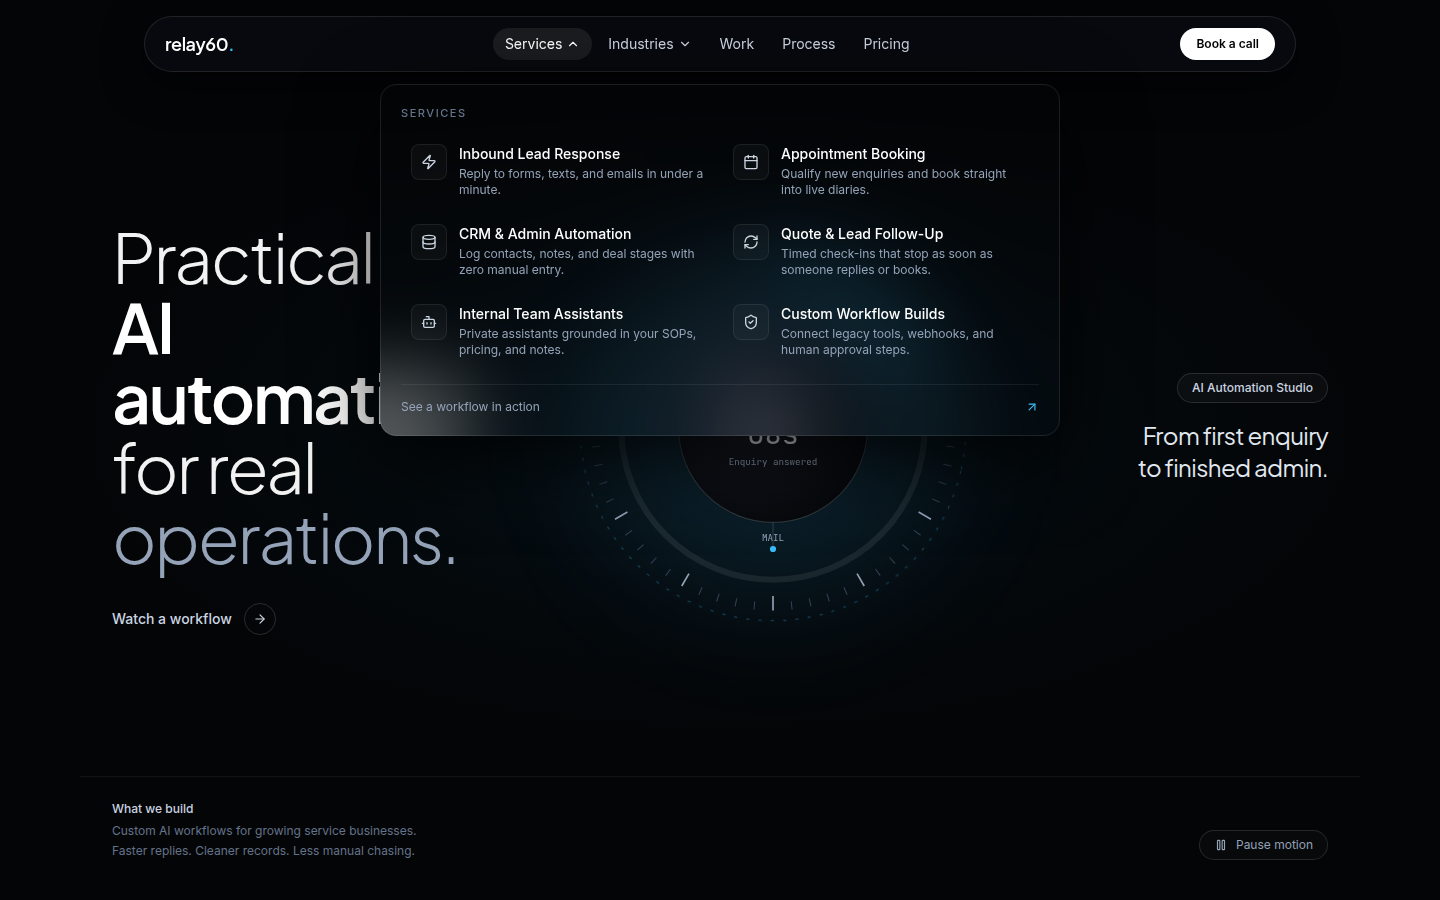 relay60.
Services
Industries
Work
Process
Pricing
Book a call
SERVICES
Inbound Lead Response
Reply to forms, texts, and emails in under a
minute.
Appointment Booking
Qualify new enquiries and book straight
into live diaries.
CRM & Admin Automation
Log contacts, notes, and deal stages with
zero manual entry.
Quote & Lead Follow-Up
Timed check-ins that stop as soon as
someone replies or books.
Internal Team Assistants
Private assistants grounded in your SOPs,
pricing, and notes.
Custom Workflow Builds
Connect legacy tools, webhooks, and
human approval steps.
See a workflow in action
Practical
AI
automati
for real
operations.
Watch a workflow
Enquiry answered
MAIL
AI Automation Studio
From first enquiry
to finished admin.
What we build
Custom AI workflows for growing service businesses.
Faster replies. Cleaner records. Less manual chasing.
Pause motion